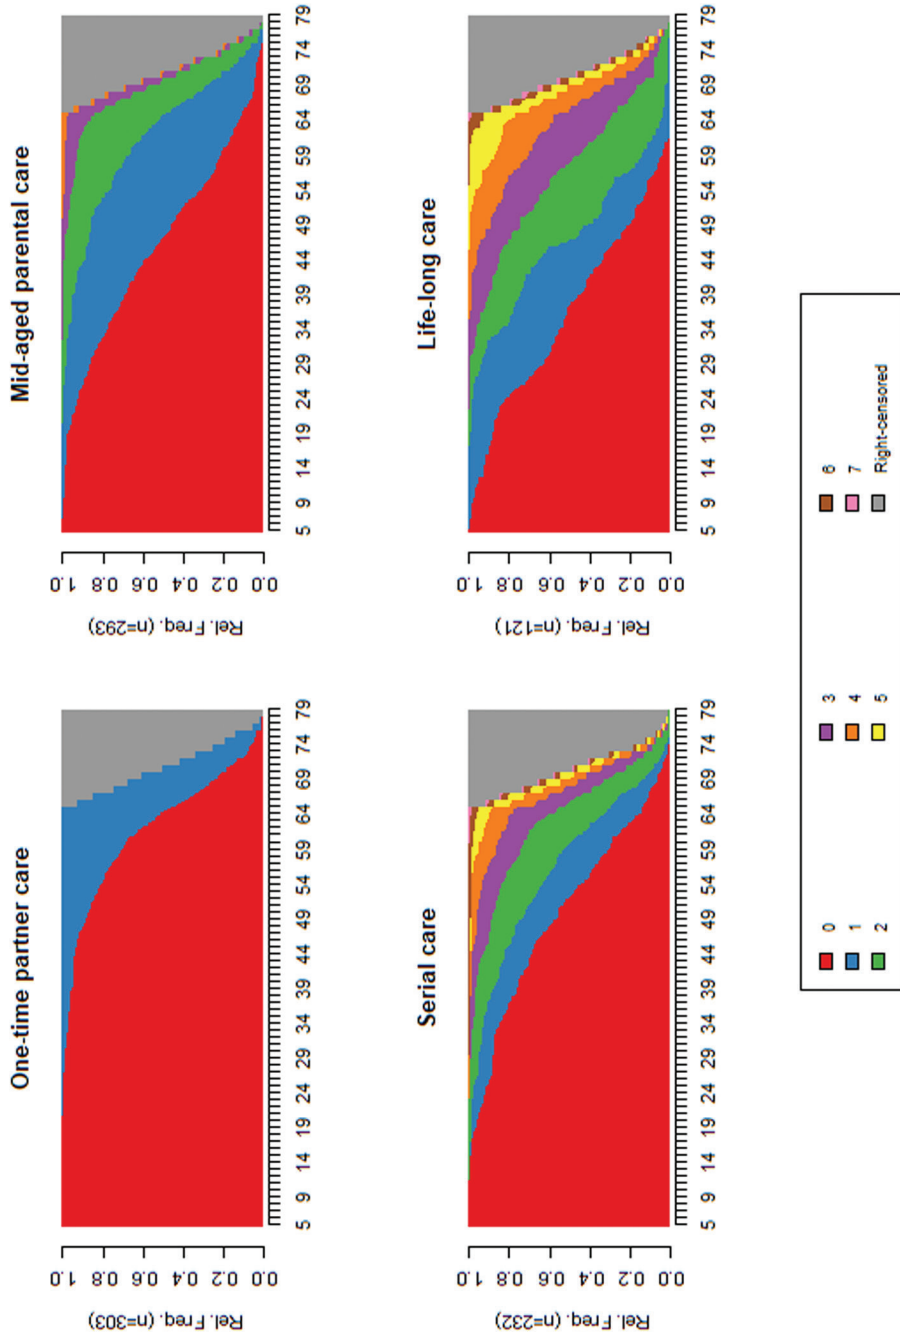 One-time partner care
Rel. Freq. (n=303)
0.0 0.2 0.4 0.6 0.8 1.0
5 9 14 19 24 29 34 39 44 49 54 59 64 69 74 79
Mid-aged parental care
Rel. Freq. (n=293)
0.0 0.2 0.4 0.6 0.8 1.0
5 9 14 19 24 29 34 39 44 49 54 59 64 69 74 79
Serial care
Rel. Freq. (n=232)
0.0 0.2 0.4 0.6 0.8 1.0
5 9 14 19 24 29 34 39 44 49 54 59 64 69 74 79
Life-long care
Rel. Freq. (n=121)
0.0 0.2 0.4 0.6 0.8 1.0
5 9 14 19 24 29 34 39 44 49 54 59 64 69 74 79
0 3 6
1 4 7
2 5 Right-censored